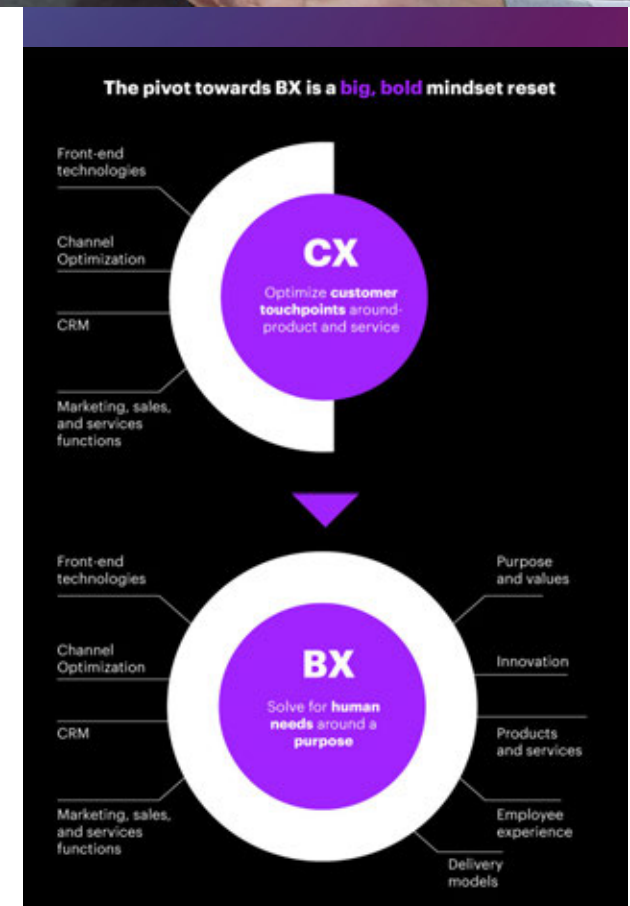 The pivot towards BX is a big, bold mindset reset
Front-end
technologies
Channel
Optimization
CRM
Marketing, sales,
and services
functions
CX
Optimize customer
touchpoints around-
product and service
Front-end
technologies
Channel
Optimization
CRM
Marketing, sales,
and services
functions
BX
Solve for human
needs around a
purpose
Purpose
and values
Innovation
Products
and services
Employee
experience
Delivery
models